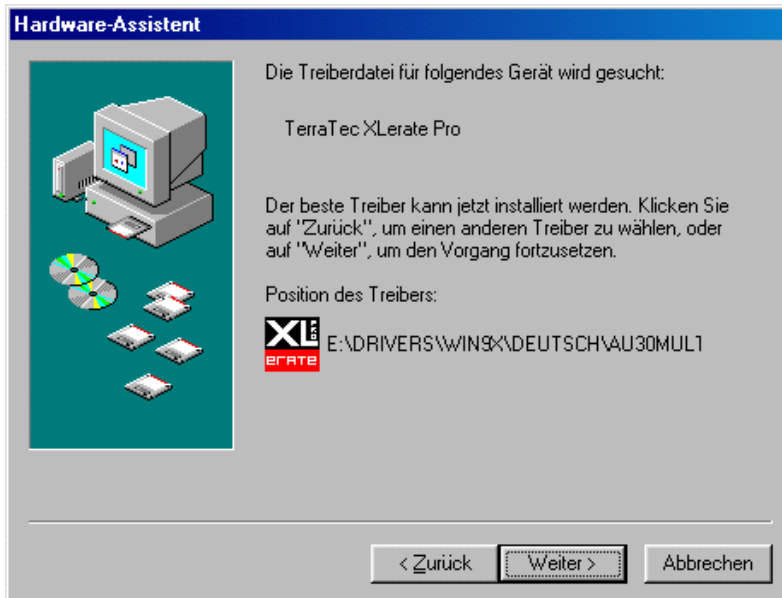 Hardware-Assistent
Die Treiberdatei für folgendes Gerät wird gesucht:
TerraTec XLerate Pro
Der beste Treiber kann jetzt installiert werden. Klicken Sie
auf "Zurück", um einen anderen Treiber zu wählen, oder
auf "Weiter", um den Vorgang fortzusetzen.
Position des Treibers:
XL
erate
E:\DRIVERS\WIN9X\DEUTSCH\AU30MUL1
< Zurück
Weiter >
Abbrechen